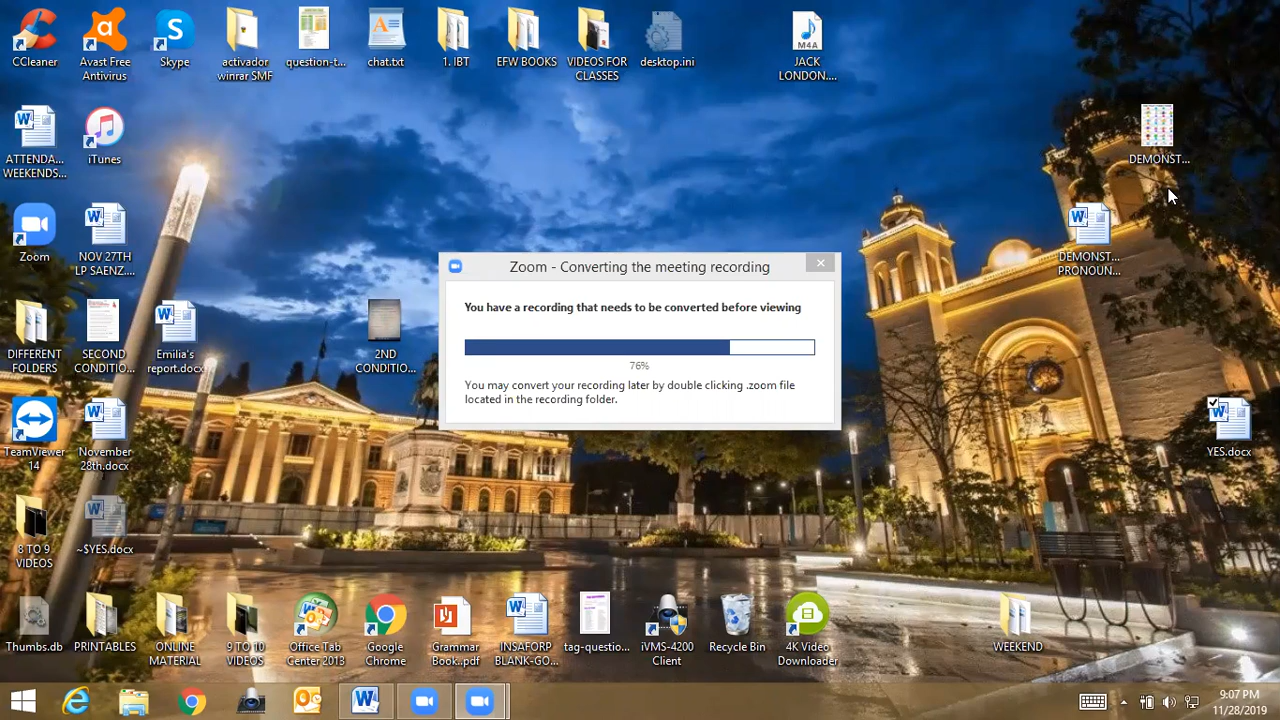 CCleaner
Avast Free
Antivirus
Skype
activador
winrar SMF
question-t...
chat.txt
1. IBT
EFW BOOKS
VIDEOS FOR
CLASSES
desktop.ini
M4A
JACK
LONDON....
ATTENDA...
WEEKENDS...
iTunes
DEMONST...
Zoom
NOV 27TH
LP SAENZ....
DEMONST...
PRONOUN...
Zoom - Converting the meeting recording
You have a recording that needs to be converted before viewing
76%
You may convert your recording later by double clicking .zoom file
located in the recording folder.
DIFFERENT
FOLDERS
SECOND
CONDITIO...
Emilia's
report.docx
2ND
CONDITIO...
TeamViewer
14
November
28th.docx
YES.docx
8 TO 9
VIDEOS
~$YES.docx
Thumbs.db
PRINTABLES
ONLINE
MATERIAL
9 TO 10
VIDEOS
Office Tab
Center 2013
Google
Chrome
Grammar
Book..pdf
INSAFORP
BLANK-GO...
tag-questio...
iVMS-4200
Client
Recycle Bin
4K Video
Downloader
WEEKEND
9:07 PM
11/28/2019